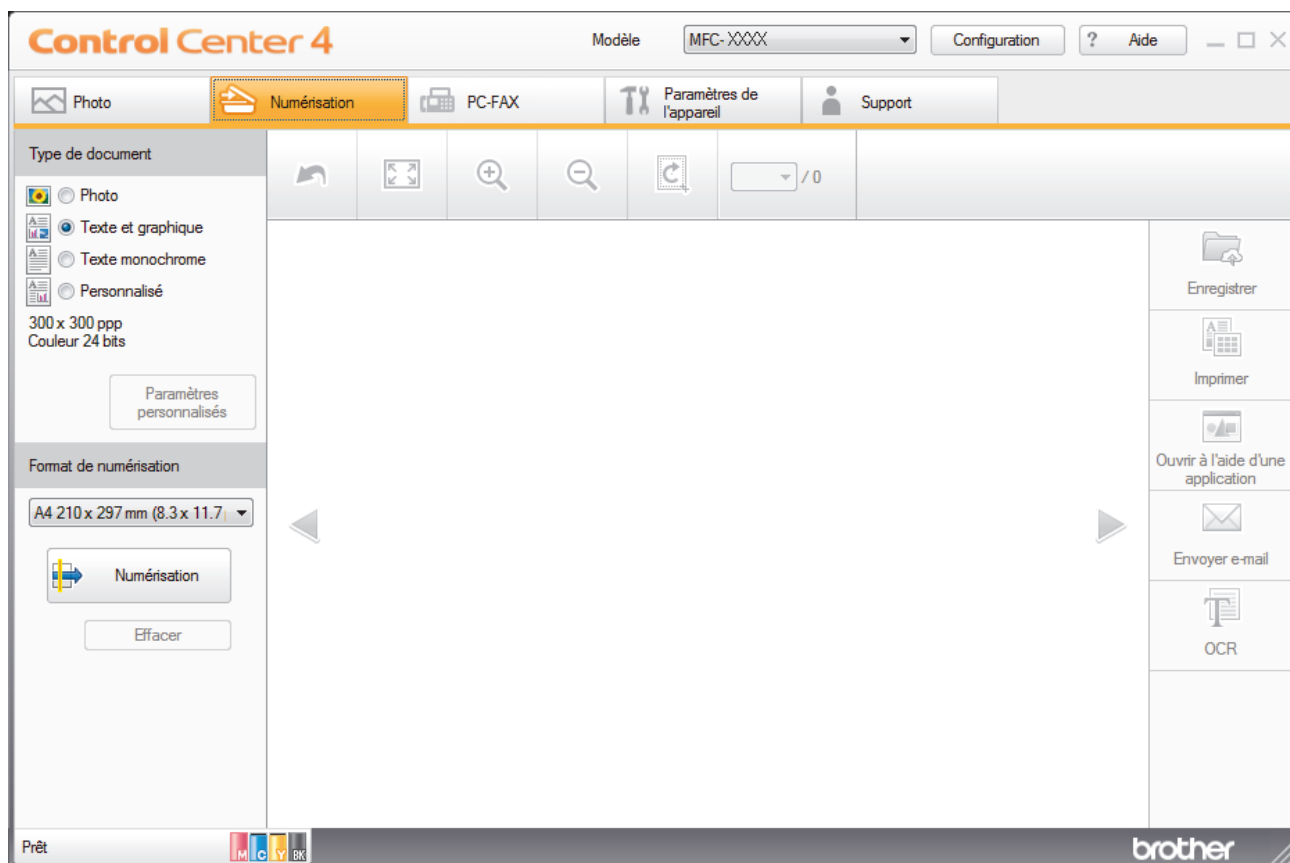 Control Center 4
Modèle
MFC-XXXX
Configuration
? Aide
Photo
Numérisation
PC-FAX
Paramètres de
l'appareil
Support
Type de document
Photo
Texte et graphique
Texte monochrome
Personnalisé
300 x 300 ppp
Couleur 24 bits
Paramètres
personnalisés
Format de numérisation
A4 210 x 297 mm (8.3 x 11.7
Numérisation
Effacer
/ 0
Enregistrer
Imprimer
Ouvrir à l'aide d'une
application
Envoyer e-mail
OCR
Prêt
M C Y BK
brother